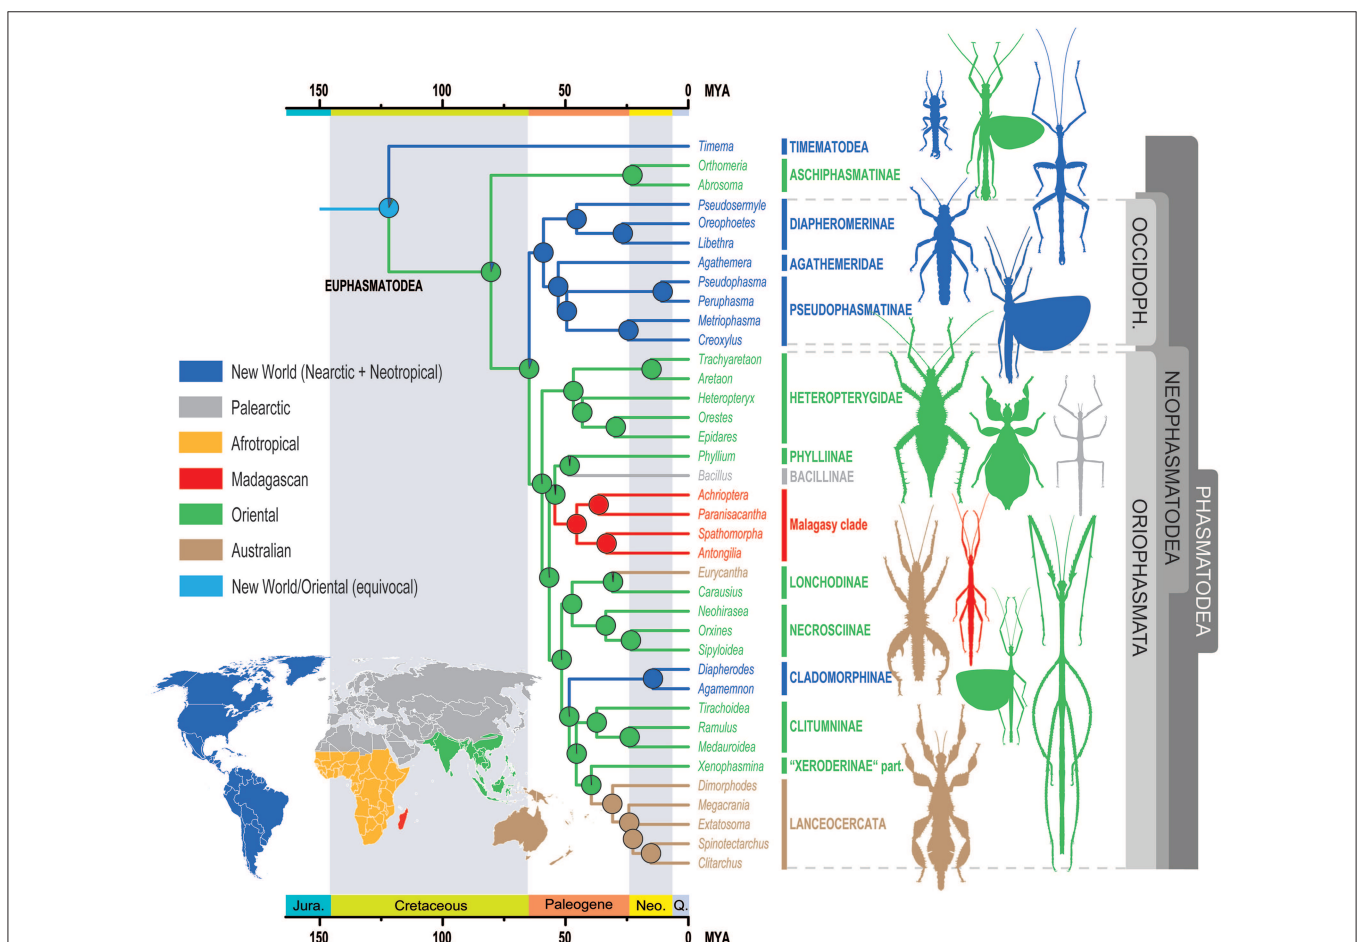 150 100 50 0 MYA
Timema
Orthomeria
Abrosoma
Pseudosermyle
Oreophoetes
Libethra
Agathemera
Pseudophasma
Peruphasma
Metriophasma
Creoxylus
Trachyaretaon
Aretaon
Heteropteryx
Orestes
Epidares
Phyllium
Bacillus
Achrioptera
Paranisacantha
Spathomorpha
Antongilia
Eurycantha
Carausius
Neohirasea
Orxines
Sipyloidea
Diapherodes
Agamemnon
Tirachoidea
Ramulus
Medauroidea
Xenophasmina
Dimorphodes
Megacrania
Extatosoma
Spinotectarchus
Clitarchus
TIMEMATODEA
ASCHIPHASMATINAE
DIAPHEROMERINAE
AGATHEMERIDAE
PSEUDOPHASMATINAE
HETEROPTERYGIDAE
PHYLLIINAE
BACILLINAE
Malagasy clade
LONCHODINAE
NECROSCIINAE
CLADOMORPHINAE
CLITUMNINAE
"XERODERINAE" part.
LANCEOCERCATA
OCCIDOPH.
ORIOPHASMATA
NEOPHASMATODEA
PHASMATODEA
EUPHASMATODEA
New World (Nearctic + Neotropical)
Palearctic
Afrotropical
Madagascan
Oriental
Australian
New World/Oriental (equivocal)
Jura. Cretaceous Paleogene Neo. Q.
150 100 50 0 MYA